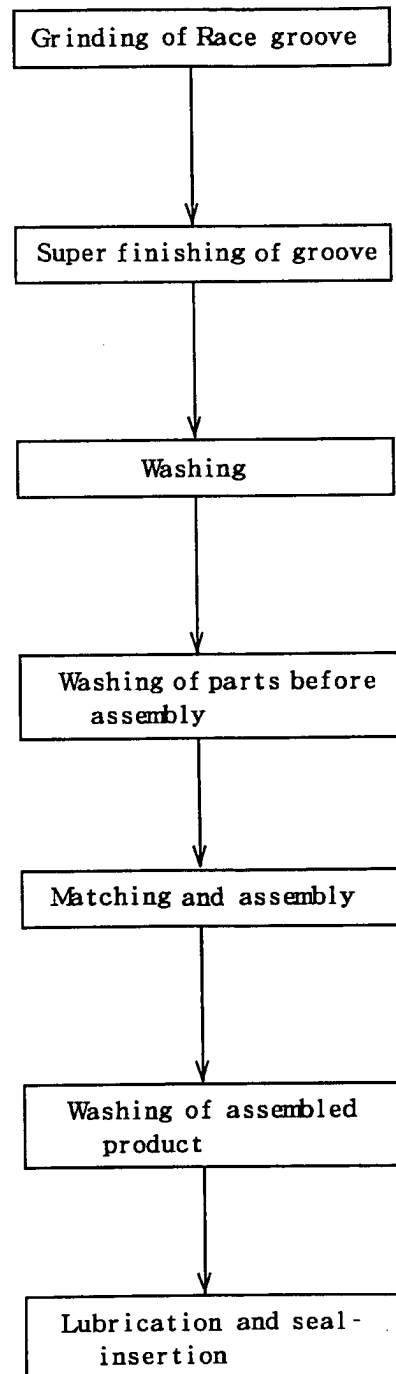 Grinding of Race groove
Super finishing of groove
Washing
Washing of parts before
assembly
Matching and assembly
Washing of assembled
product
Lubrication and seal-
insertion